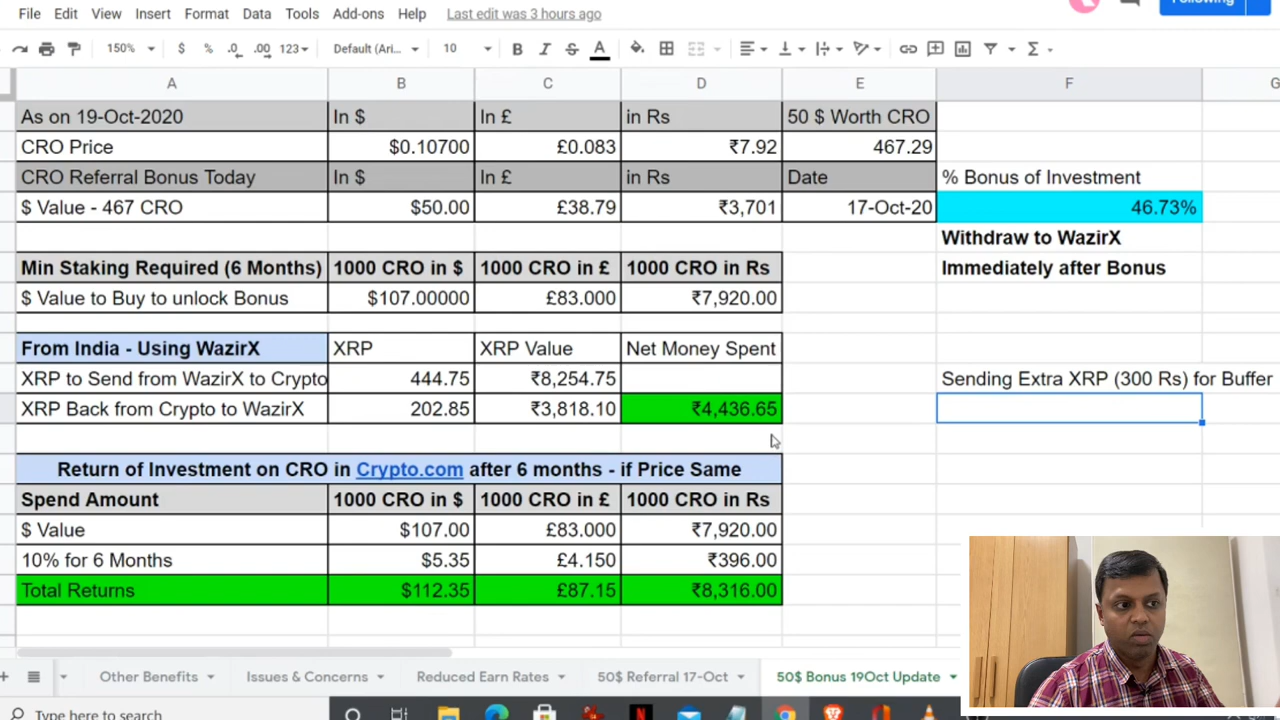 File Edit View Insert Format Data Tools Add-ons Help Last edit was 3 hours ago Following
150% $ % .0 .00 123 Default (Ari... 10 B I S A
A B C D E F G
As on 19-Oct-2020 In $ In £ in Rs 50 $ Worth CRO
CRO Price $0.10700 £0.083 ₹7.92 467.29
CRO Referral Bonus Today In $ In £ in Rs Date % Bonus of Investment
$ Value - 467 CRO $50.00 £38.79 ₹3,701 17-Oct-20 46.73%
Withdraw to WazirX
Min Staking Required (6 Months) 1000 CRO in $ 1000 CRO in £ 1000 CRO in Rs Immediately after Bonus
$ Value to Buy to unlock Bonus $107.00000 £83.000 ₹7,920.00
From India - Using WazirX XRP XRP Value Net Money Spent
XRP to Send from WazirX to Crypto 444.75 ₹8,254.75 Sending Extra XRP (300 Rs) for Buffer
XRP Back from Crypto to WazirX 202.85 ₹3,818.10 ₹4,436.65
Return of Investment on CRO in Crypto.com after 6 months - if Price Same
Spend Amount 1000 CRO in $ 1000 CRO in £ 1000 CRO in Rs
$ Value $107.00 £83.000 ₹7,920.00
10% for 6 Months $5.35 £4.150 ₹396.00
Total Returns $112.35 £87.15 ₹8,316.00
Other Benefits Issues & Concerns Reduced Earn Rates 50$ Referral 17-Oct 50$ Bonus 19Oct Update
Type here to search